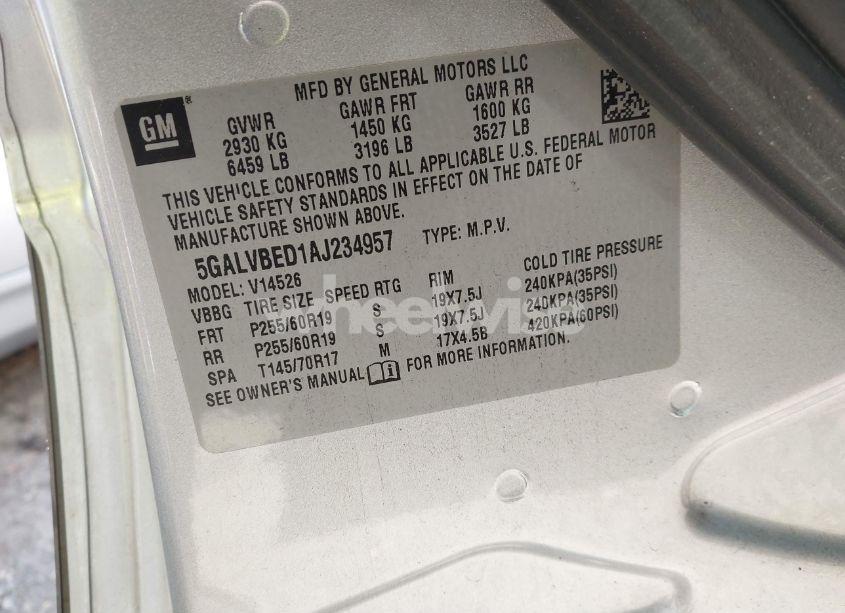 MFD BY GENERAL MOTORS LLC
GM ®
GVWR GAWR FRT GAWR RR
2930 KG 1450 KG 1600 KG
6459 LB 3196 LB 3527 LB
THIS VEHICLE CONFORMS TO ALL APPLICABLE U.S. FEDERAL MOTOR
VEHICLE SAFETY STANDARDS IN EFFECT ON THE DATE OF
MANUFACTURE SHOWN ABOVE.
5GALVBED1AJ234957 TYPE: M.P.V.
MODEL: V14526
VBBG TIRE SIZE SPEED RTG RIM COLD TIRE PRESSURE
FRT P255/60R19 S 19X7.5J 240KPA(35PSI)
RR P255/60R19 S 19X7.5J 240KPA(35PSI)
SPA T145/70R17 M 17X4.5B 420KPA(60PSI)
SEE OWNER'S MANUAL FOR MORE INFORMATION.